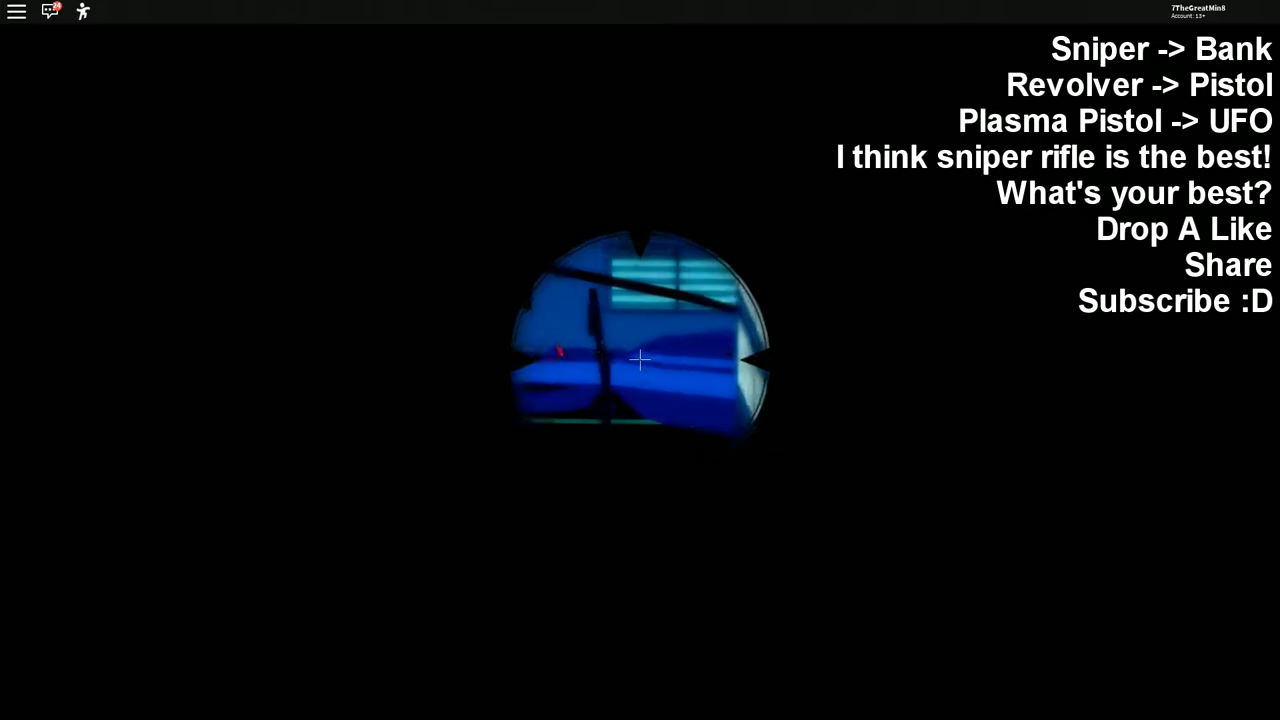 24
7TheGreatMin8
Account: 13+
Sniper -> Bank
Revolver -> Pistol
Plasma Pistol -> UFO
I think sniper rifle is the best!
What's your best?
Drop A Like
Share
Subscribe :D